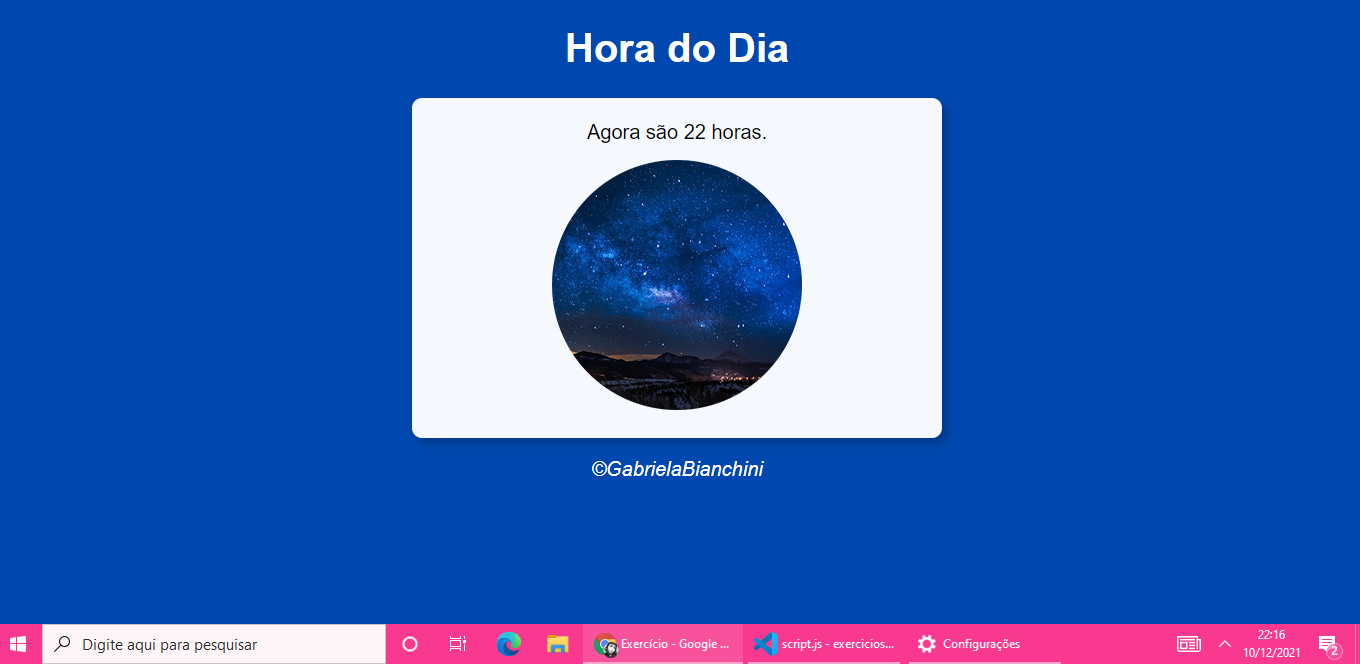 Hora do Dia
Agora são 22 horas.
©GabrielaBianchini
Digite aqui para pesquisar
Exercício - Google ...
script.js - exercicios...
Configurações
22:16
10/12/2021
2